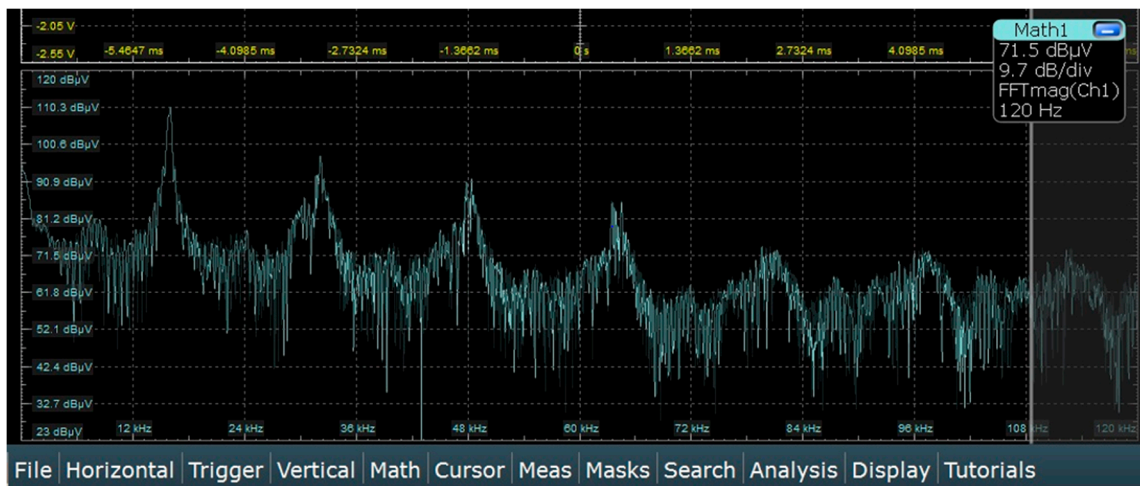 -2.05 V
-2.55 V -5.4647 ms -4.0985 ms -2.7324 ms -1.3662 ms 0 s 1.3662 ms 2.7324 ms 4.0985 ms ms
Math1
71.5 dBµV
9.7 dB/div
FFTmag(Ch1)
120 Hz
120 dBµV
110.3 dBµV
100.6 dBµV
90.9 dBµV
81.2 dBµV
71.5 dBµV
61.8 dBµV
52.1 dBµV
42.4 dBµV
32.7 dBµV
23 dBµV 12 kHz 24 kHz 36 kHz 48 kHz 60 kHz 72 kHz 84 kHz 96 kHz 108 kHz 120 kHz
File Horizontal Trigger Vertical Math Cursor Meas Masks Search Analysis Display Tutorials